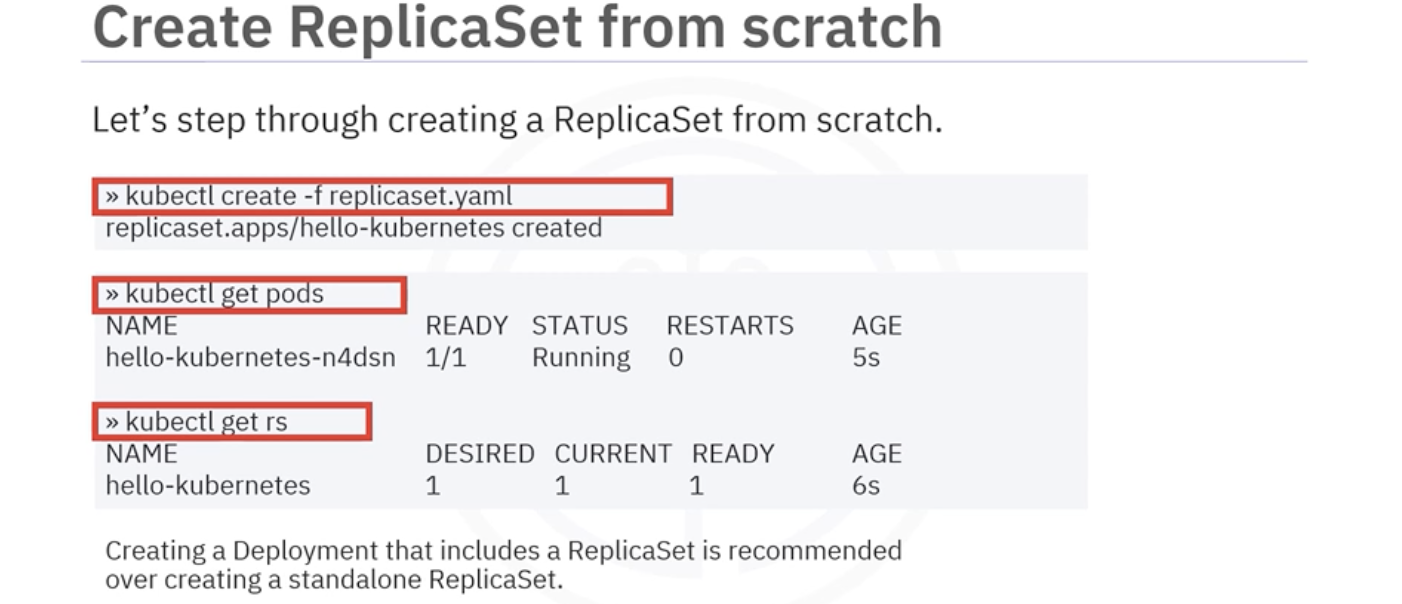 Create ReplicaSet from scratch
Let's step through creating a ReplicaSet from scratch.
» kubectl create -f replicaset.yaml
replicaset.apps/hello-kubernetes created
» kubectl get pods
NAME READY STATUS RESTARTS AGE
hello-kubernetes-n4dsn 1/1 Running 0 5s
» kubectl get rs
NAME DESIRED CURRENT READY AGE
hello-kubernetes 1 1 1 6s
Creating a Deployment that includes a ReplicaSet is recommended
over creating a standalone ReplicaSet.